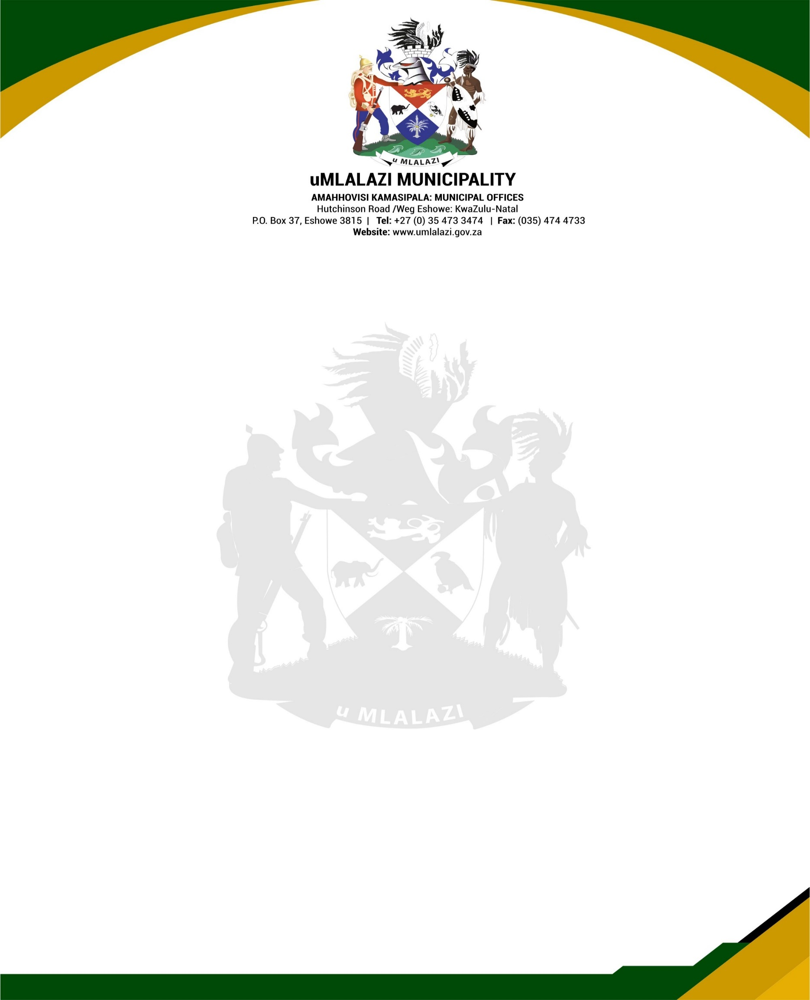 u MLALAZI
uMLALAZI MUNICIPALITY
AMAHHOVISI KAMASIPALA: MUNICIPAL OFFICES
Hutchinson Road /Weg Eshowe: KwaZulu-Natal
P.O. Box 37, Eshowe 3815 | Tel: +27 (0) 35 473 3474 | Fax: (035) 474 4733
Website: www.umlalazi.gov.za
u MLALAZI